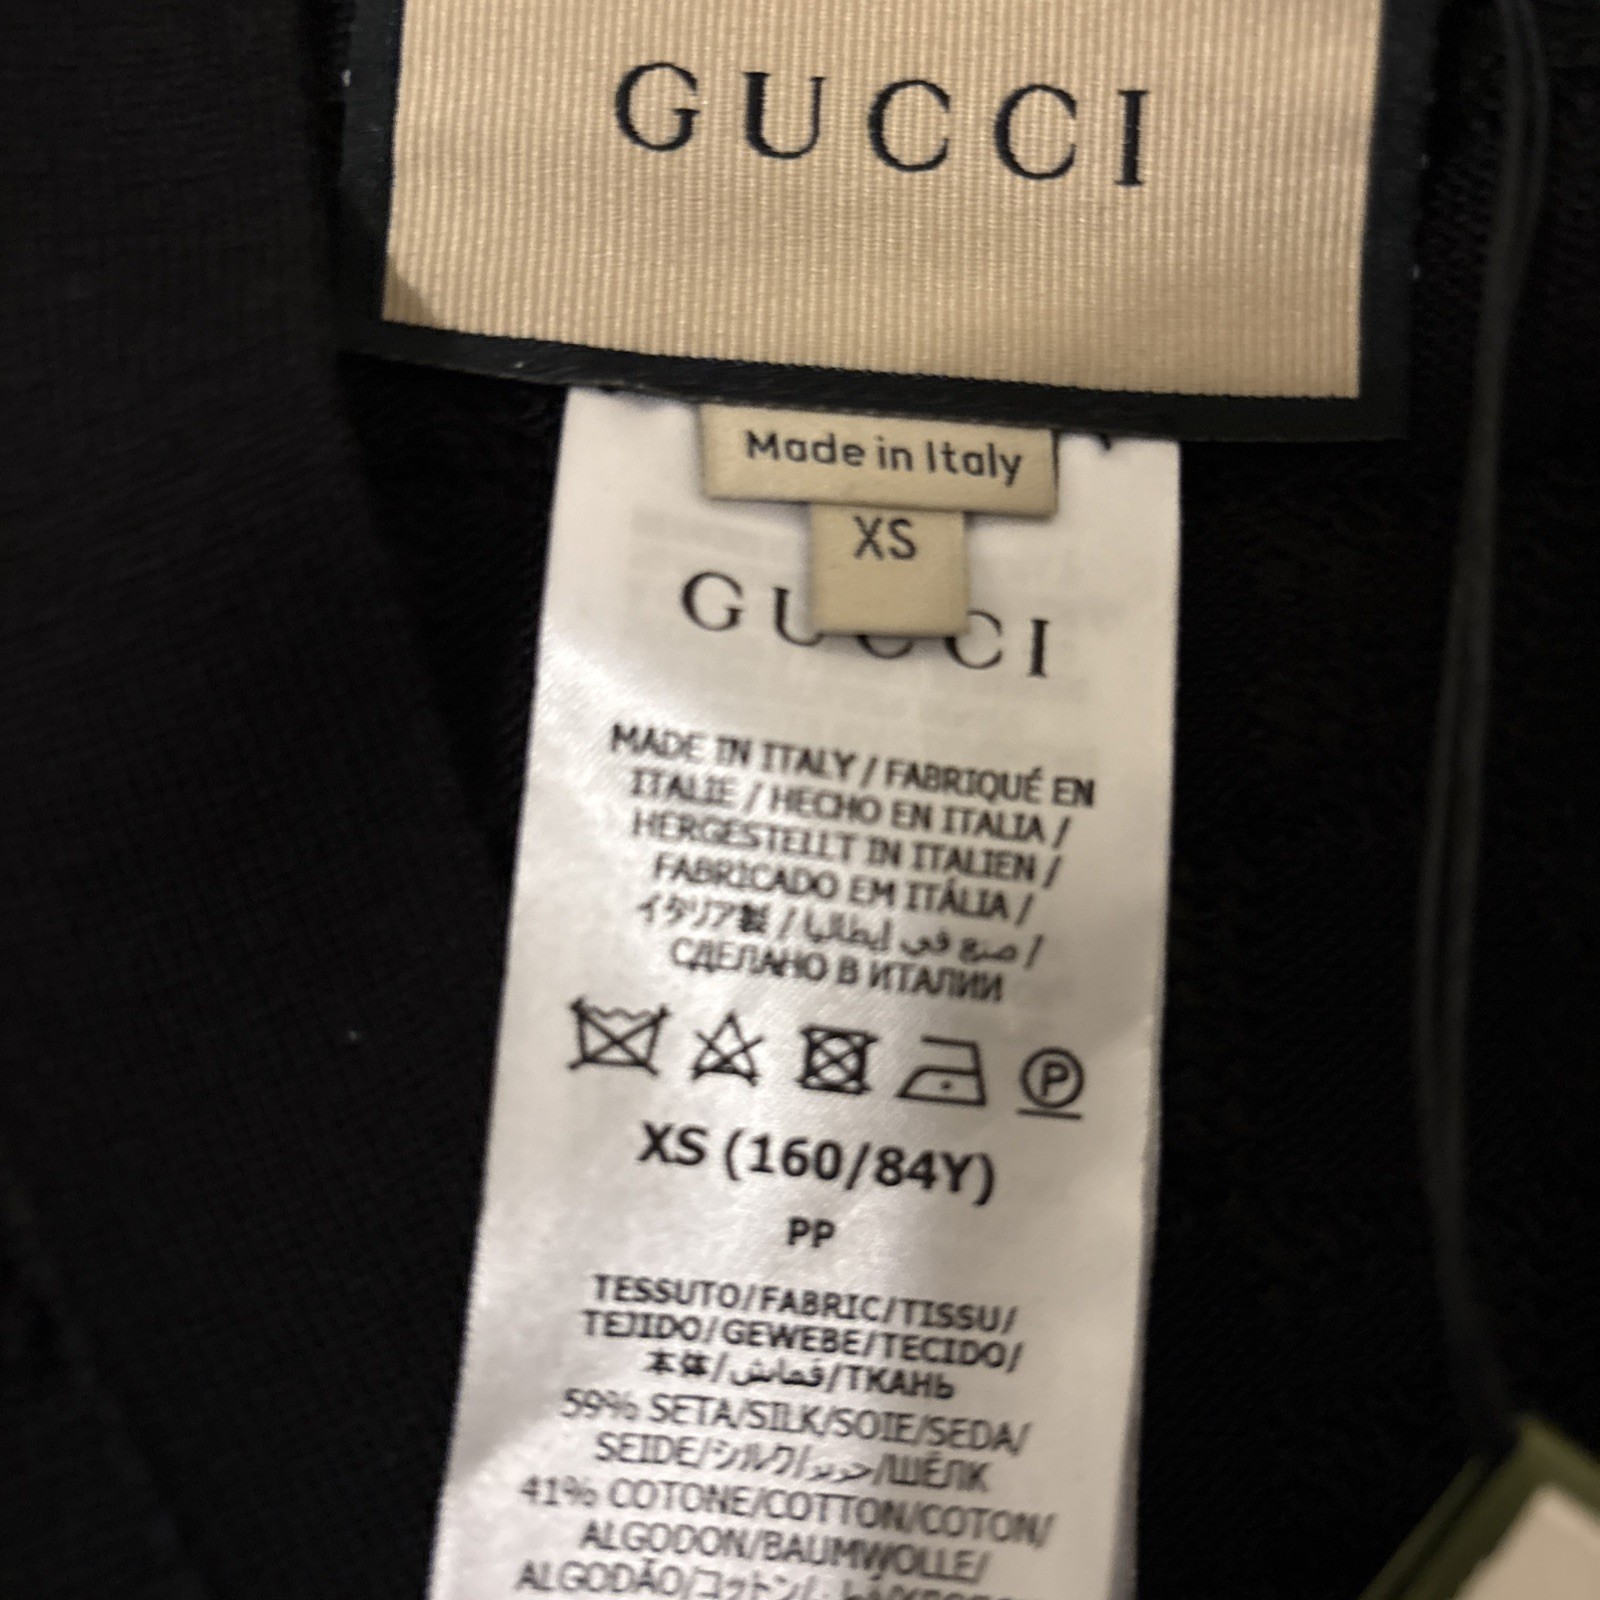 GUCCI
Made in Italy
XS
GUCCI
MADE IN ITALY / FABRIQUÉ EN
ITALIE / HECHO EN ITALIA /
HERGESTELLT IN ITALIEN /
FABRICADO EM ITÁLIA /
イタリア製 / صنع في إيطاليا /
СДЕЛАНО В ИТАЛИИ
P
XS (160/84Y)
PP
TESSUTO/FABRIC/TISSU/
TEJIDO/GEWEBE/TECIDO/
本体/قماش/ТКАНЬ
59% SETA/SILK/SOIE/SEDA/
SEIDE/シルク/حرير/ШЁЛК
41% COTONE/COTTON/COTON/
ALGODON/BAUMWOLLE/
ALGODÃO/コットン/